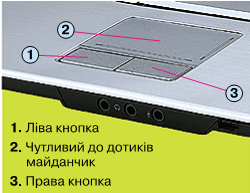 2
1
3
1. Ліва кнопка
2. Чутливий до дотиків
майданчик
3. Права кнопка